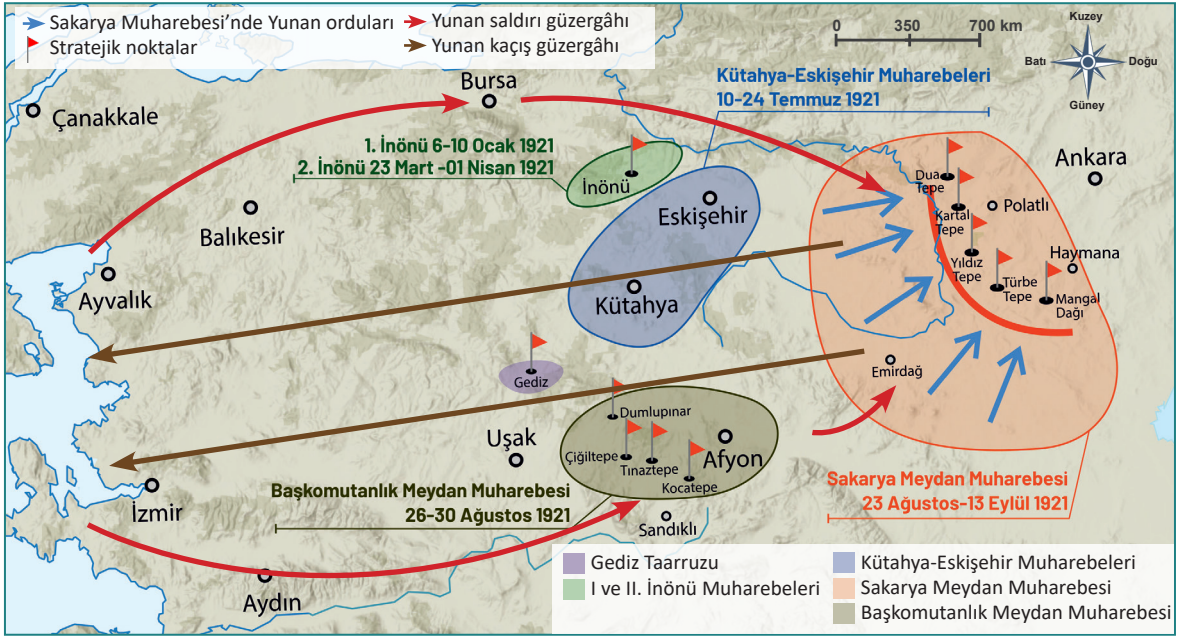 Sakarya Muharebesi’nde Yunan orduları
Yunan saldırı güzergâhı
Stratejik noktalar
Yunan kaçış güzergâhı
0 350 700 km
Kuzey
Batı
Doğu
Güney
Kütahya-Eskişehir Muharebeleri
10-24 Temmuz 1921
Bursa
Çanakkale
1. İnönü 6-10 Ocak 1921
2. İnönü 23 Mart -01 Nisan 1921
İnönü
Ankara
Dua
Tepe
Kartal
Tepe
Polatlı
Eskişehir
Balıkesir
Yıldız
Tepe
Haymana
Türbe
Tepe
Mangal
Dağı
Ayvalık
Kütahya
Emirdağ
Gediz
Dumlupınar
Uşak
Çiğiltepe
Tınaztepe
Afyon
Kocatepe
Başkomutanlık Meydan Muharebesi
26-30 Ağustos 1921
Sakarya Meydan Muharebesi
23 Ağustos-13 Eylül 1921
İzmir
Sandıklı
Aydın
Gediz Taarruzu
I ve II. İnönü Muharebeleri
Kütahya-Eskişehir Muharebeleri
Sakarya Meydan Muharebesi
Başkomutanlık Meydan Muharebesi